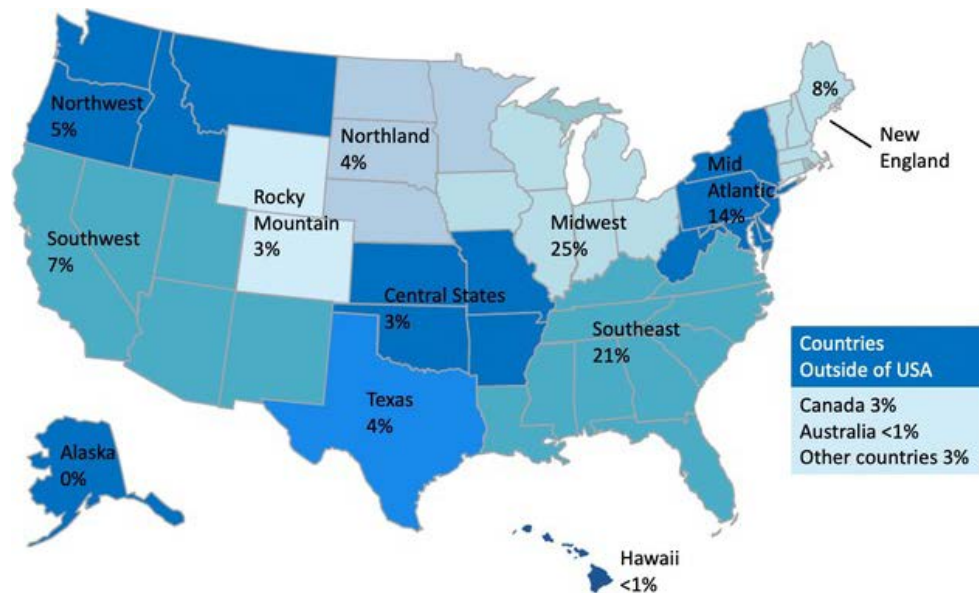 Northwest
5%
Northland
4%
8%
New
England
Mid
Atlantic
14%
Rocky
Mountain
3%
Southwest
7%
Midwest
25%
Central States
3%
Southeast
21%
Texas
4%
Alaska
0%
Hawaii
<1%
Countries
Outside of USA
Canada 3%
Australia <1%
Other countries 3%